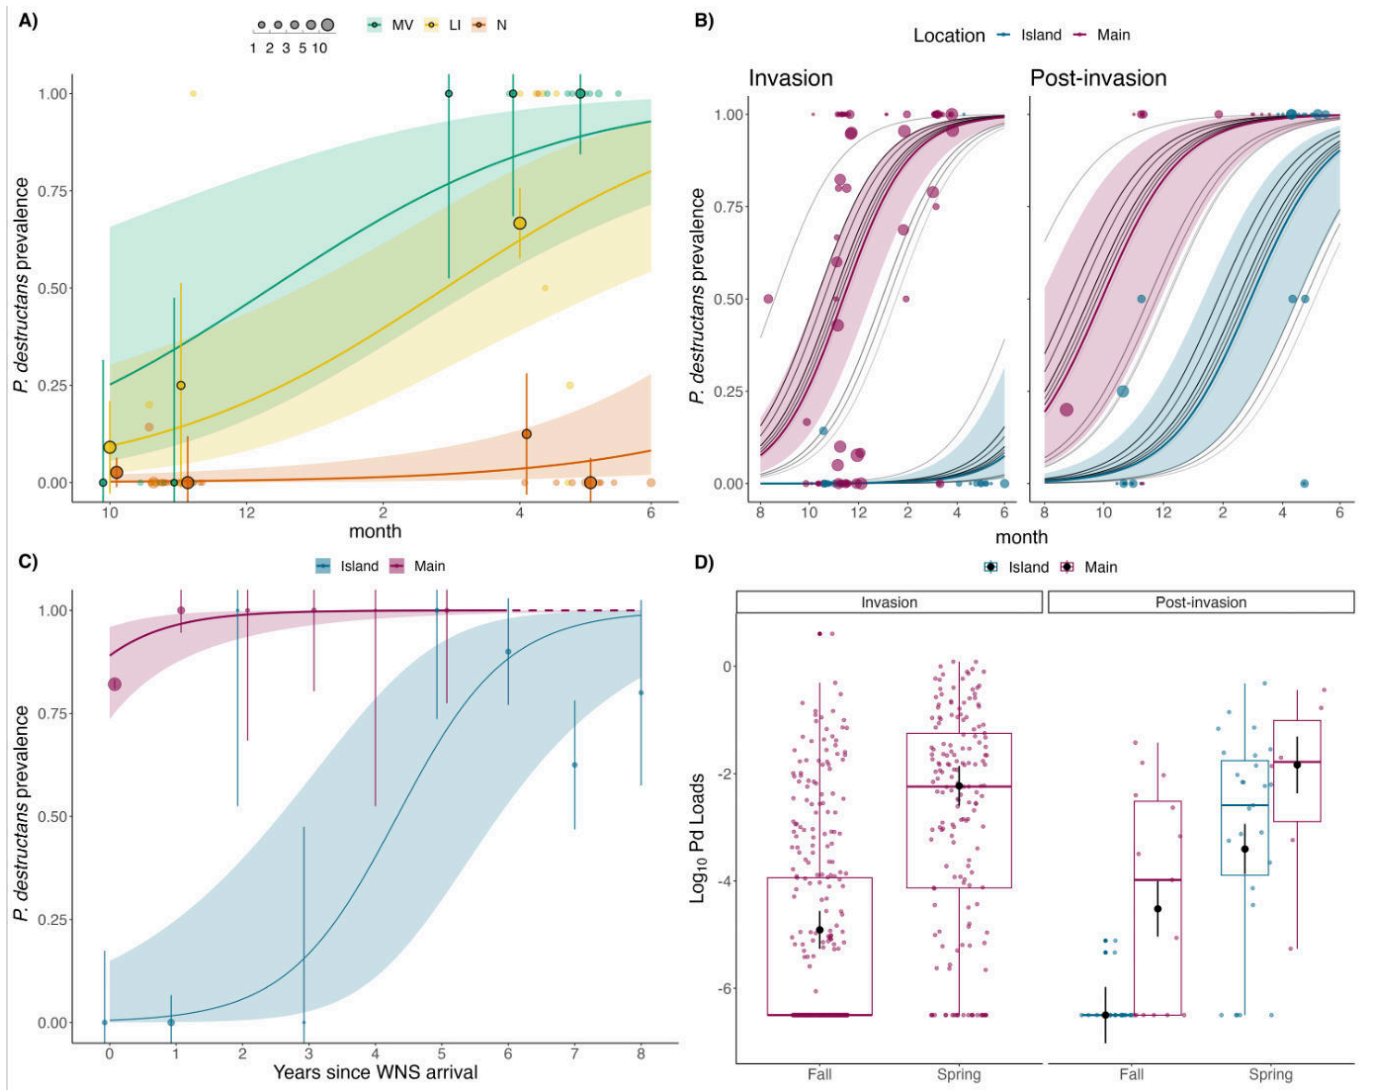 A)
MV LI N
1 2 3 5 10
P. destructans prevalence
1.00
0.75
0.50
0.25
0.00
10 12 2 4 6
month
B)
Location Island Main
Invasion Post-invasion
P. destructans prevalence
1.00
0.75
0.50
0.25
0.00
8 10 12 2 4 6 8 10 12 2 4 6
month
C)
Island Main
P. destructans prevalence
1.00
0.75
0.50
0.25
0.00
0 1 2 3 4 5 6 7 8
Years since WNS arrival
D)
Island Main
Invasion Post-invasion
Log₁₀ Pd Loads
0
-2
-4
-6
Fall Spring Fall Spring